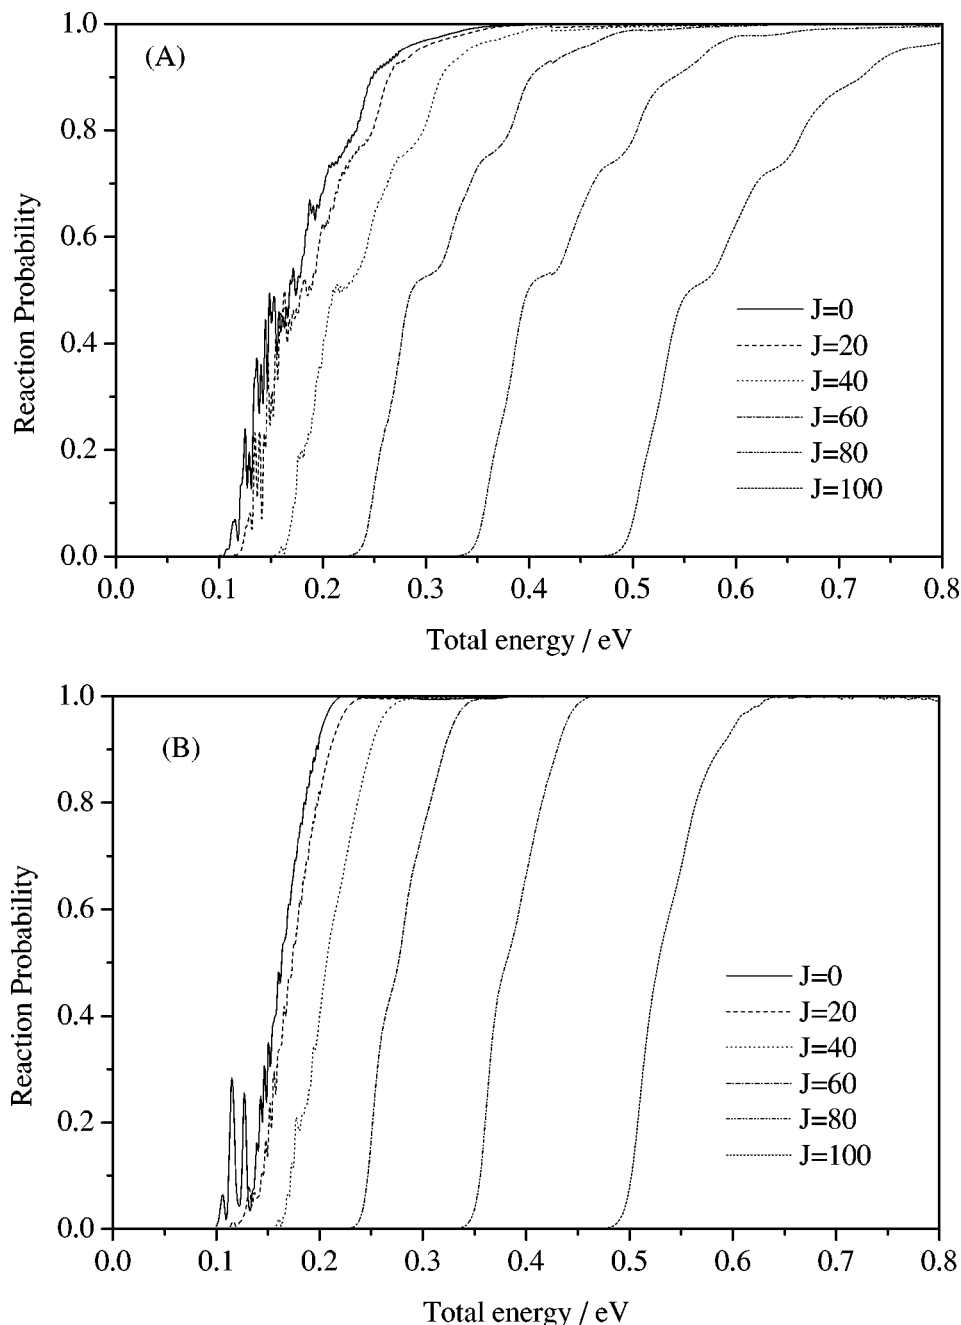 (A)
Reaction Probability
1.0
0.8
0.6
0.4
0.2
0.0
J=0
J=20
J=40
J=60
J=80
J=100
0.0 0.1 0.2 0.3 0.4 0.5 0.6 0.7 0.8
Total energy / eV
(B)
Reaction Probability
1.0
0.8
0.6
0.4
0.2
0.0
J=0
J=20
J=40
J=60
J=80
J=100
0.0 0.1 0.2 0.3 0.4 0.5 0.6 0.7 0.8
Total energy / eV